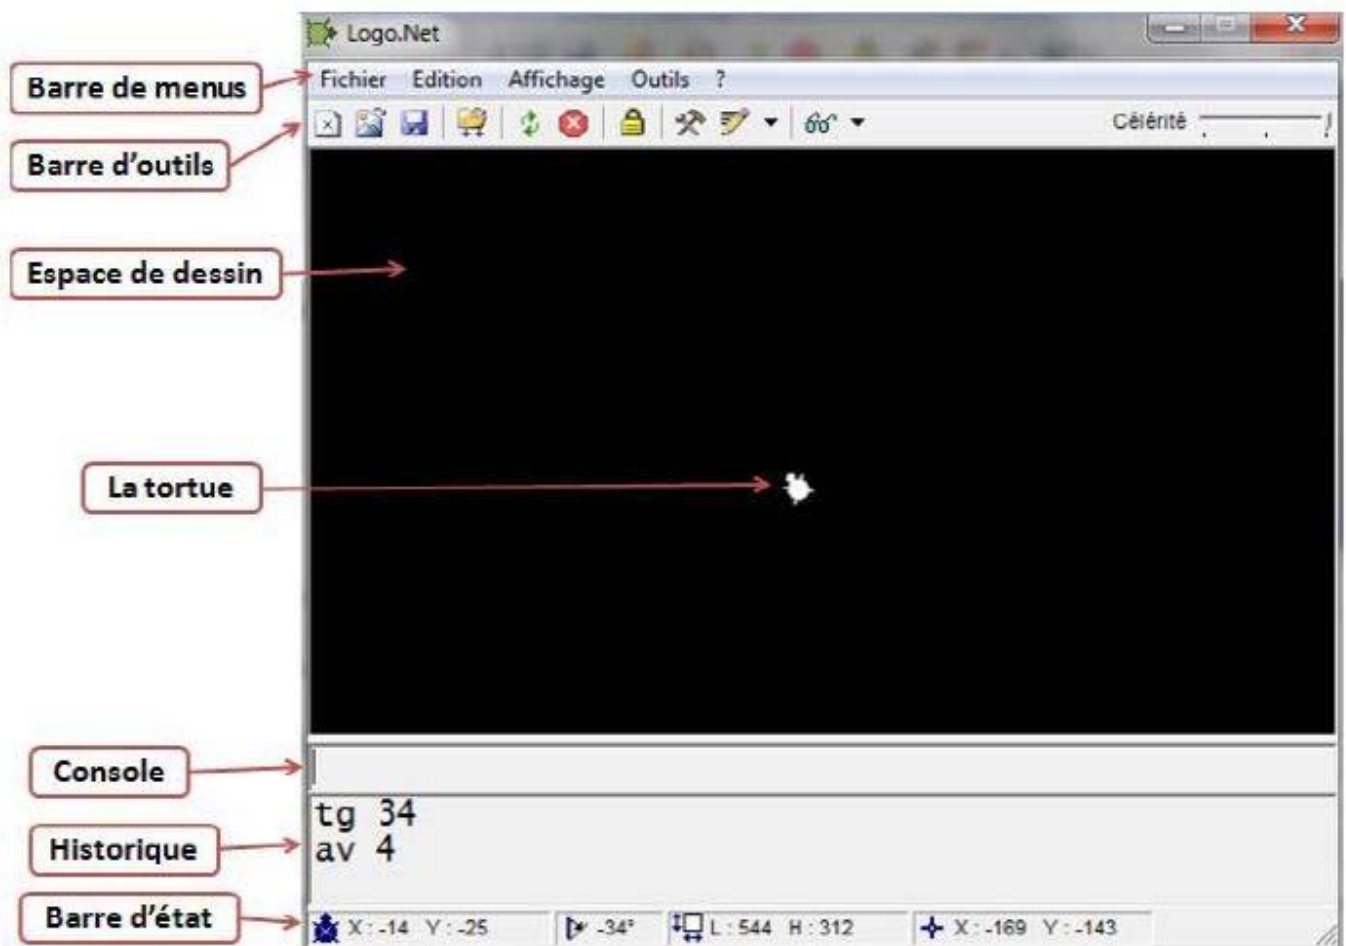 Logo.Net
Barre de menus
Fichier Edition Affichage Outils ?
Célérité
Barre d'outils
Espace de dessin
La tortue
Console
tg 34
av 4
Historique
Barre d'état
X : -14 Y : -25 -34° L : 544 H : 312 X : -169 Y : -143